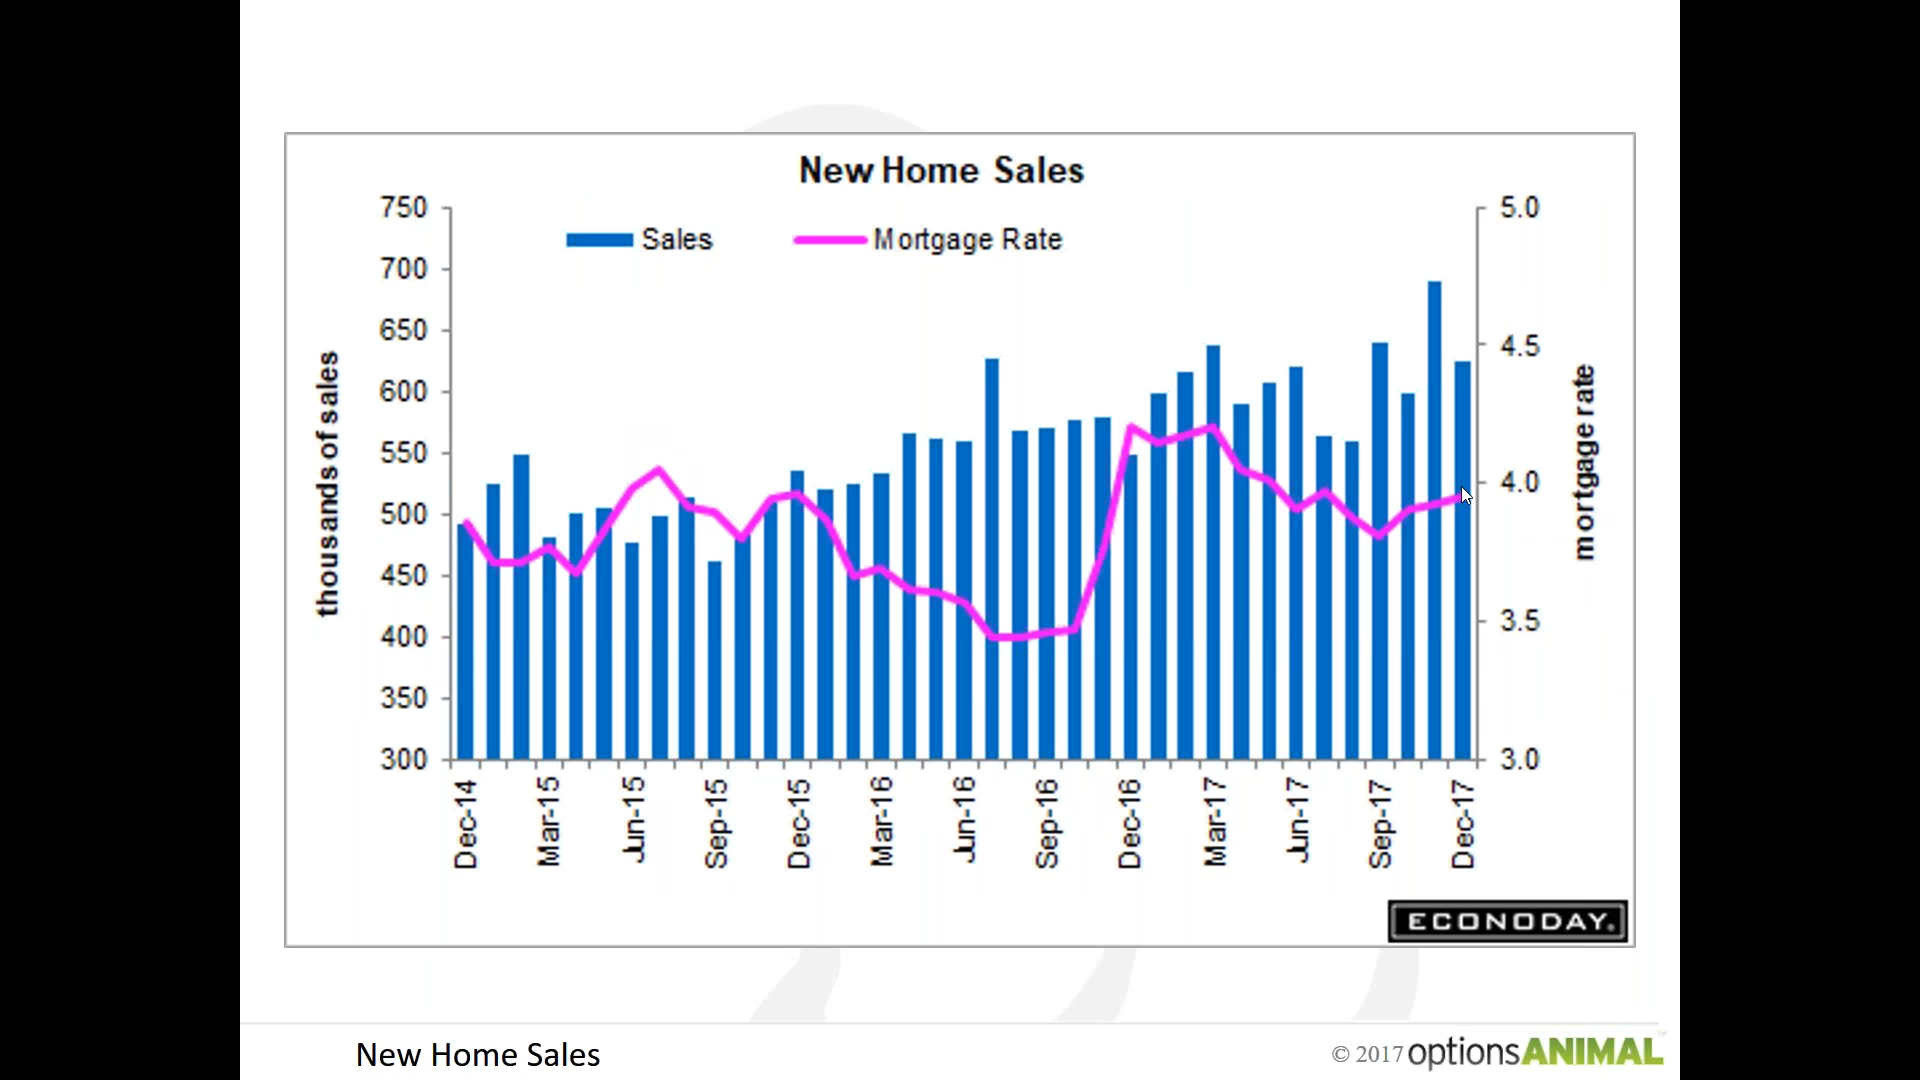 New Home Sales
Sales
Mortgage Rate
750
700
650
600
550
500
450
400
350
300
thousands of sales
5.0
4.5
4.0
3.5
3.0
mortgage rate
Dec-14
Mar-15
Jun-15
Sep-15
Dec-15
Mar-16
Jun-16
Sep-16
Dec-16
Mar-17
Jun-17
Sep-17
Dec-17
ECONODAY®
New Home Sales
© 2017 optionsANIMAL™